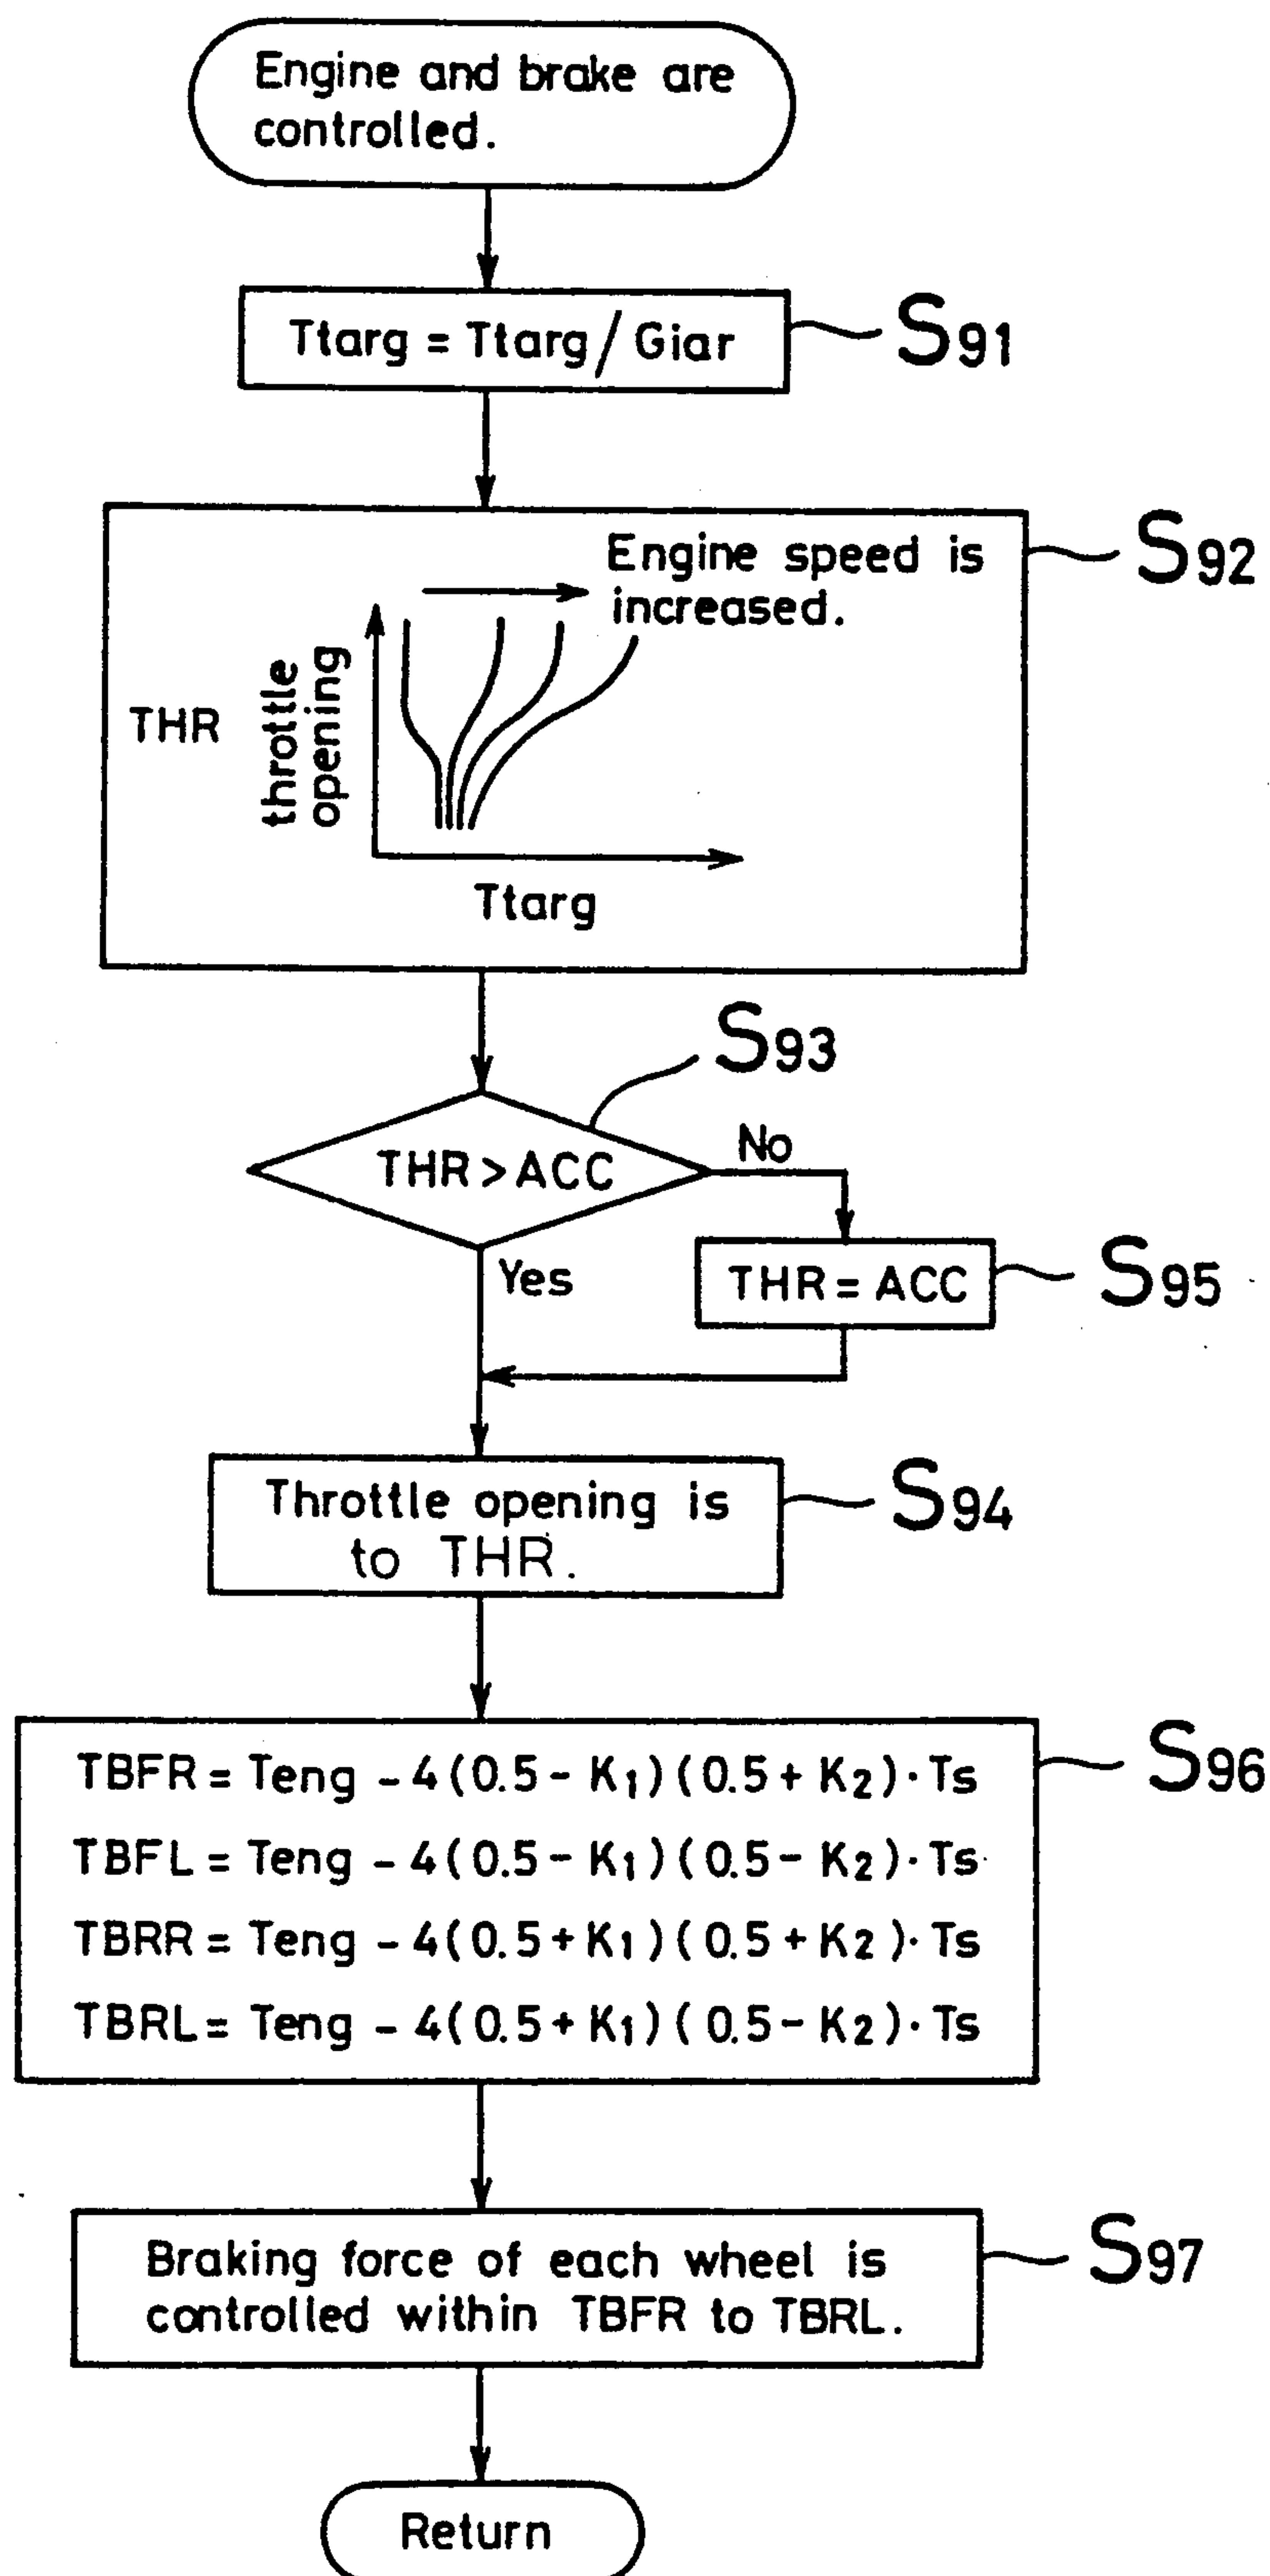 Engine and brake are
controlled.
Ttarg = Ttarg / Giar
S91
Engine speed is
increased.
S92
THR
throttle
opening
Ttarg
S93
THR > ACC
No
Yes
THR = ACC
S95
Throttle opening is
to THR.
S94
TBFR = Teng - 4(0.5 - K1)(0.5 + K2)·Ts
TBFL = Teng - 4(0.5 - K1)(0.5 - K2)·Ts
TBRR = Teng - 4(0.5 + K1)(0.5 + K2)·Ts
TBRL = Teng - 4(0.5 + K1)(0.5 - K2)·Ts
S96
Braking force of each wheel is
controlled within TBFR to TBRL.
S97
Return